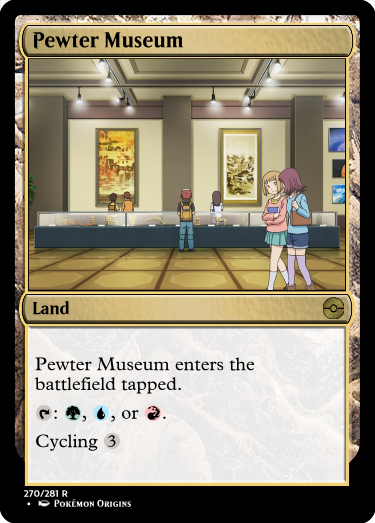 Pewter Museum
Land
Pewter Museum enters the
battlefield tapped.
: , , or .
Cycling 3
270/281 R
• Pokémon Origins